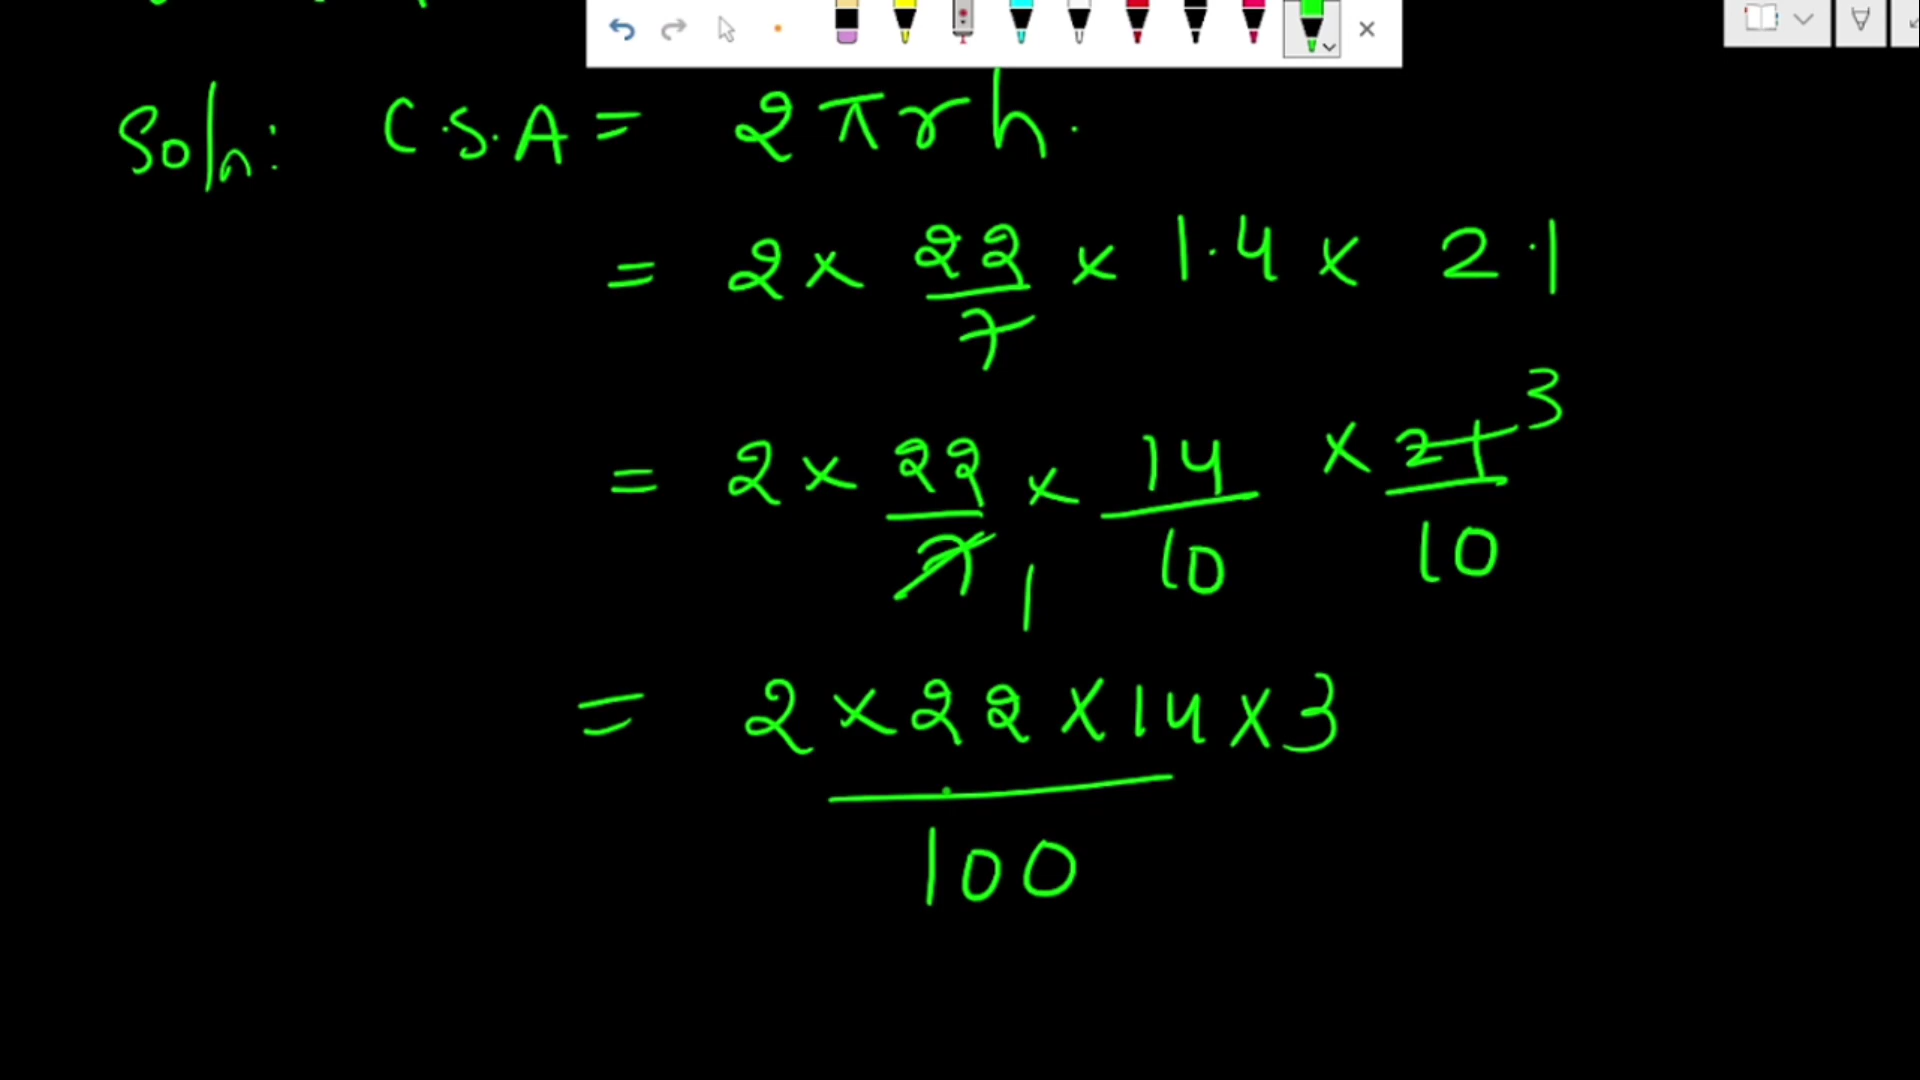 Soln: C.S.A = 2πrh.
= 2 × 22/7 × 1.4 × 2.1
= 2 × 22/7 1 × 14/10 × 21/10 3
= 2 × 22 × 14 × 3 / 100